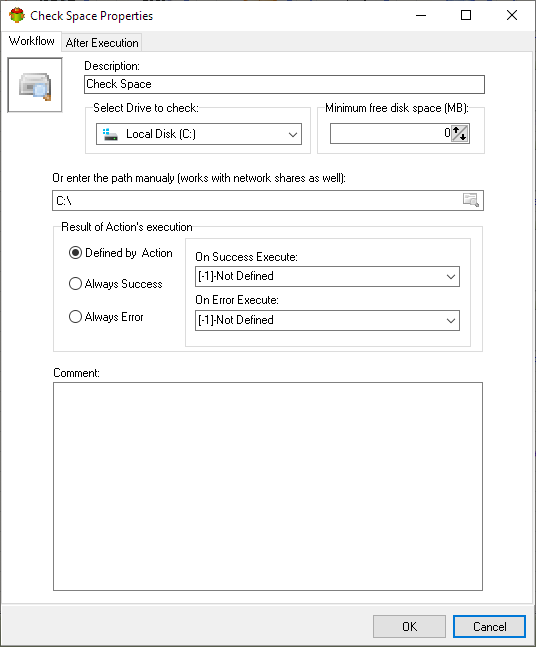 Check Space Properties
Workflow After Execution
Description:
Check Space
Select Drive to check: Minimum free disk space (MB):
Local Disk (C:) 0
Or enter the path manualy (works with network shares as well):
C:\
Result of Action's execution
Defined by Action
On Success Execute:
[-1]-Not Defined
Always Success
On Error Execute:
[-1]-Not Defined
Always Error
Comment:
OK Cancel